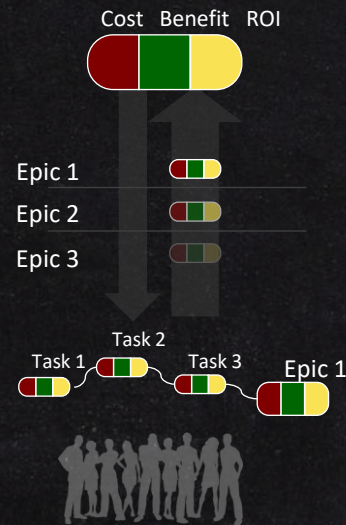 Cost Benefit ROI
Epic 1
Epic 2
Epic 3
Task 2
Task 1
Task 3
Epic 1